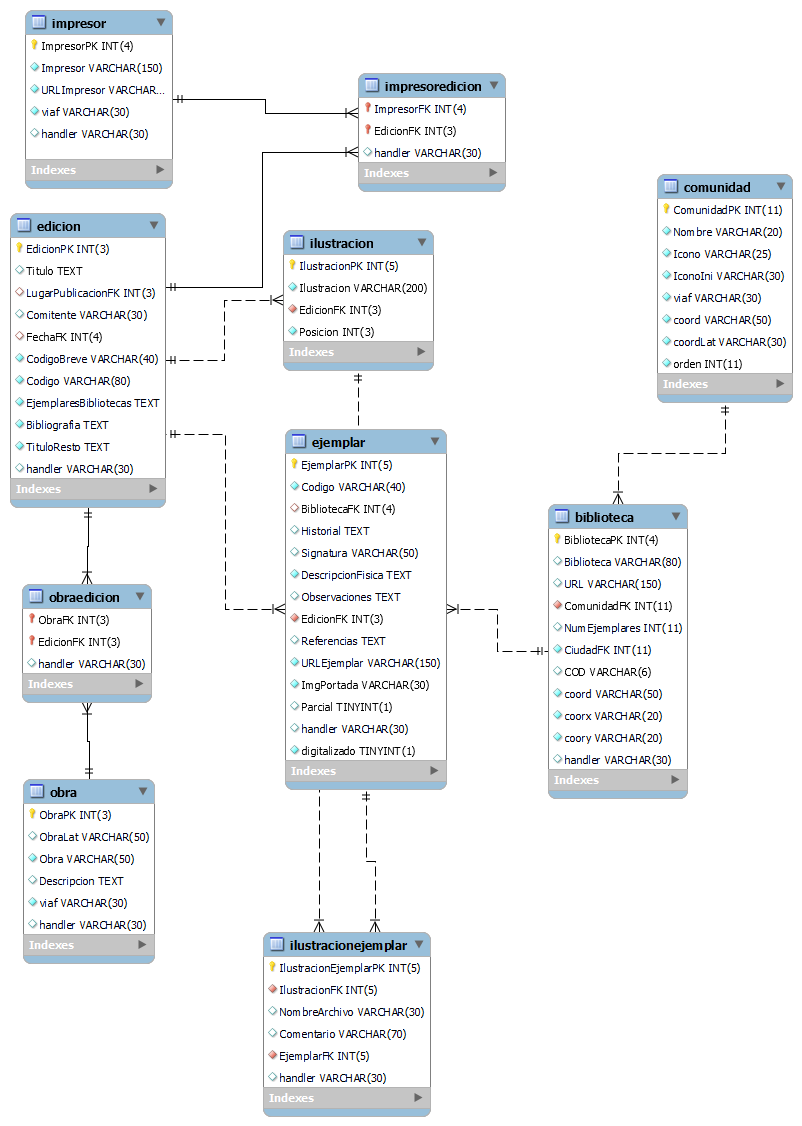 impresor
ImpresorPK INT(4)
Impresor VARCHAR(150)
URLImpresor VARCHAR...
viaf VARCHAR(30)
handler VARCHAR(30)
Indexes
impresoredicion
ImpresorFK INT(4)
EdicionFK INT(3)
handler VARCHAR(30)
Indexes
comunidad
ComunidadPK INT(11)
Nombre VARCHAR(20)
Icono VARCHAR(25)
IconoIni VARCHAR(30)
viaf VARCHAR(30)
coord VARCHAR(50)
coordLat VARCHAR(30)
orden INT(11)
Indexes
edicion
EdicionPK INT(3)
Titulo TEXT
LugarPublicacionFK INT(3)
Comitente VARCHAR(30)
FechaFK INT(4)
CodigoBreve VARCHAR(40)
Codigo VARCHAR(80)
EjemplaresBibliotecas TEXT
Bibliografia TEXT
TituloResto TEXT
handler VARCHAR(30)
Indexes
ilustracion
IlustracionPK INT(5)
Ilustracion VARCHAR(200)
EdicionFK INT(3)
Posicion INT(3)
Indexes
ejemplar
EjemplarPK INT(5)
Codigo VARCHAR(40)
BibliotecaFK INT(4)
Historial TEXT
Signatura VARCHAR(50)
DescripcionFisica TEXT
Observaciones TEXT
EdicionFK INT(3)
Referencias TEXT
URLEjemplar VARCHAR(150)
ImgPortada VARCHAR(30)
Parcial TINYINT(1)
handler VARCHAR(30)
digitalizado TINYINT(1)
Indexes
biblioteca
BibliotecaPK INT(4)
Biblioteca VARCHAR(80)
URL VARCHAR(150)
ComunidadFK INT(11)
NumEjemplares INT(11)
CiudadFK INT(11)
COD VARCHAR(6)
coord VARCHAR(50)
coorx VARCHAR(20)
coory VARCHAR(20)
handler VARCHAR(30)
Indexes
obraedicion
ObraFK INT(3)
EdicionFK INT(3)
handler VARCHAR(30)
Indexes
obra
ObraPK INT(3)
ObraLat VARCHAR(50)
Obra VARCHAR(50)
Descripcion TEXT
viaf VARCHAR(30)
handler VARCHAR(30)
Indexes
ilustracionejemplar
IlustracionEjemplarPK INT(5)
IlustracionFK INT(5)
NombreArchivo VARCHAR(30)
Comentario VARCHAR(70)
EjemplarFK INT(5)
handler VARCHAR(30)
Indexes